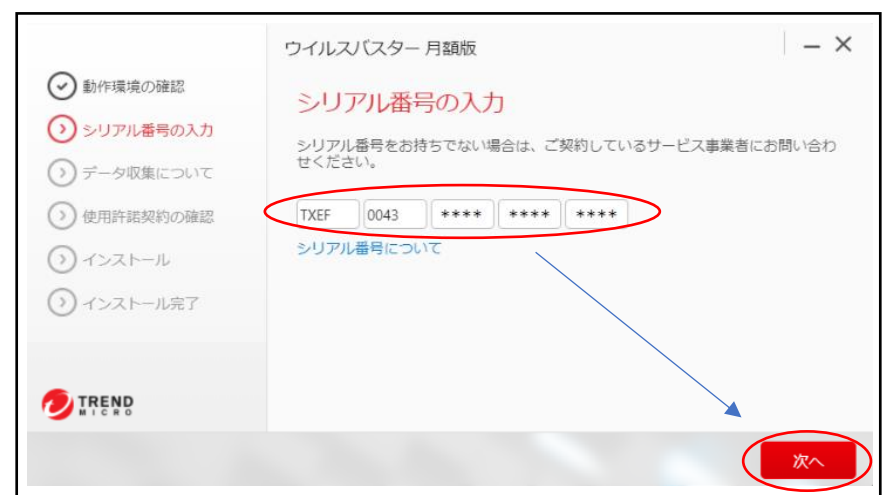 ウイルスバスター 月額版
動作環境の確認
シリアル番号の入力
データ収集について
使用許諾契約の確認
インストール
インストール完了
TREND
MICRO
シリアル番号の入力
シリアル番号をお持ちでない場合は、ご契約しているサービス事業者にお問い合わ
せください。
TXEF 0043 **** **** ****
シリアル番号について
次へ